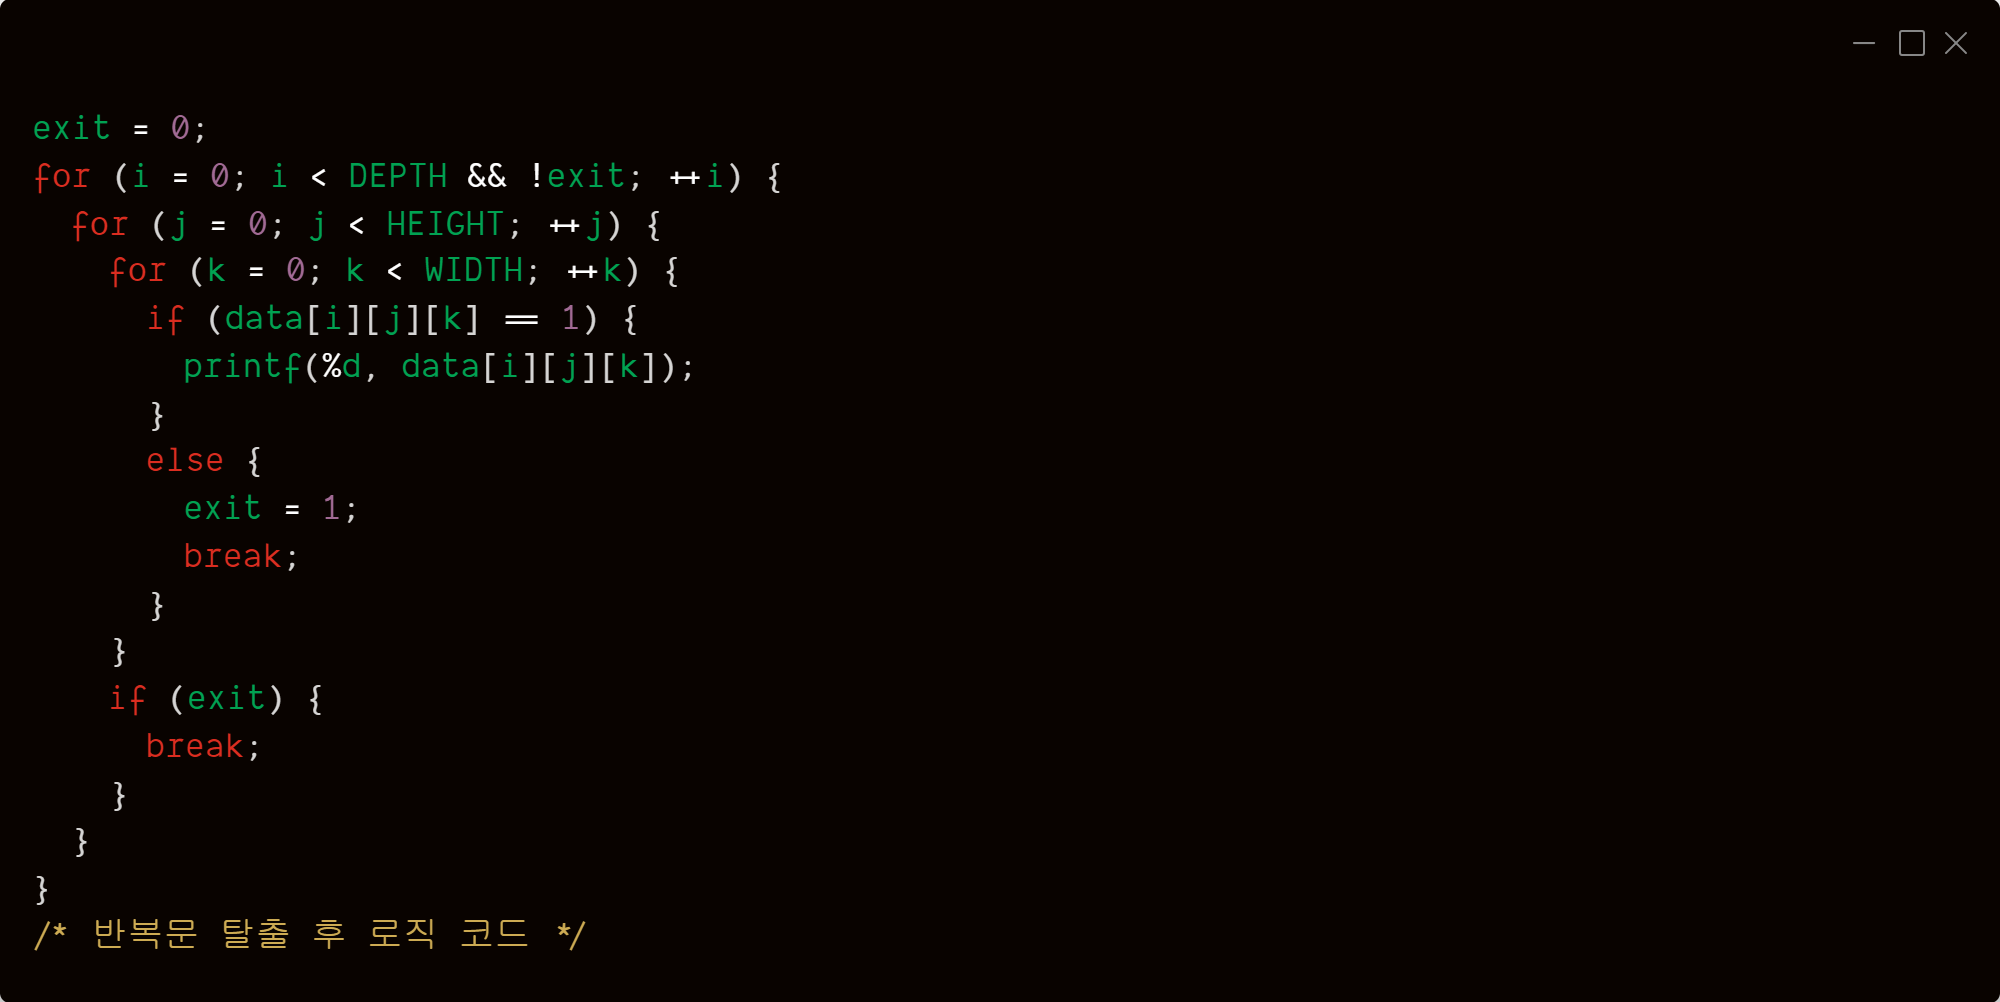 exit = 0;
for (i = 0; i < DEPTH && !exit; ++i) {
for (j = 0; j < HEIGHT; ++j) {
for (k = 0; k < WIDTH; ++k) {
if (data[i][j][k] == 1) {
printf(%d, data[i][j][k]);
}
else {
exit = 1;
break;
}
}
if (exit) {
break;
}
}
}
/* 반복문 탈출 후 로직 코드 */